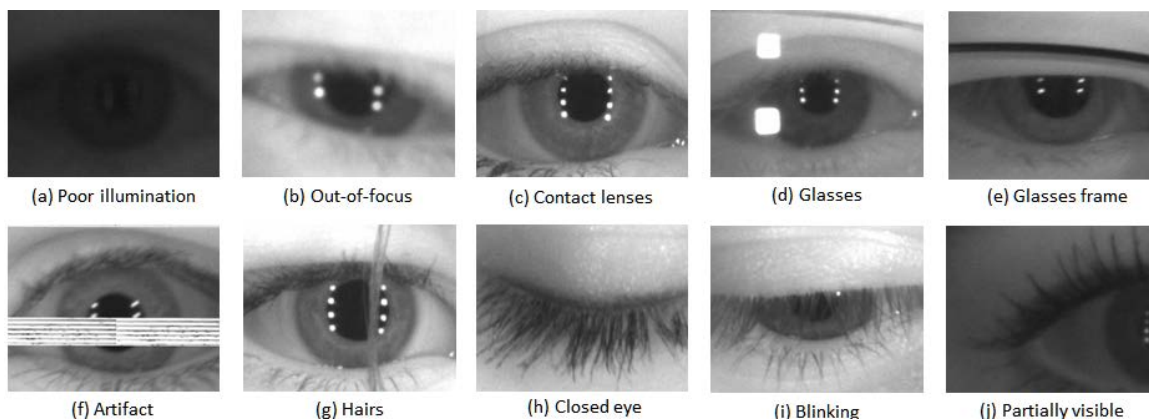 (a) Poor illumination
(b) Out-of-focus
(c) Contact lenses
(d) Glasses
(e) Glasses frame
(f) Artifact
(g) Hairs
(h) Closed eye
(i) Blinking
(j) Partially visible